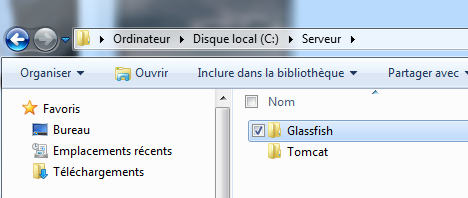 Ordinateur Disque local (C:) Serveur
Organiser Ouvrir Inclure dans la bibliothèque Partager avec
Favoris
Bureau
Emplacements récents
Téléchargements
Nom
Glassfish
Tomcat